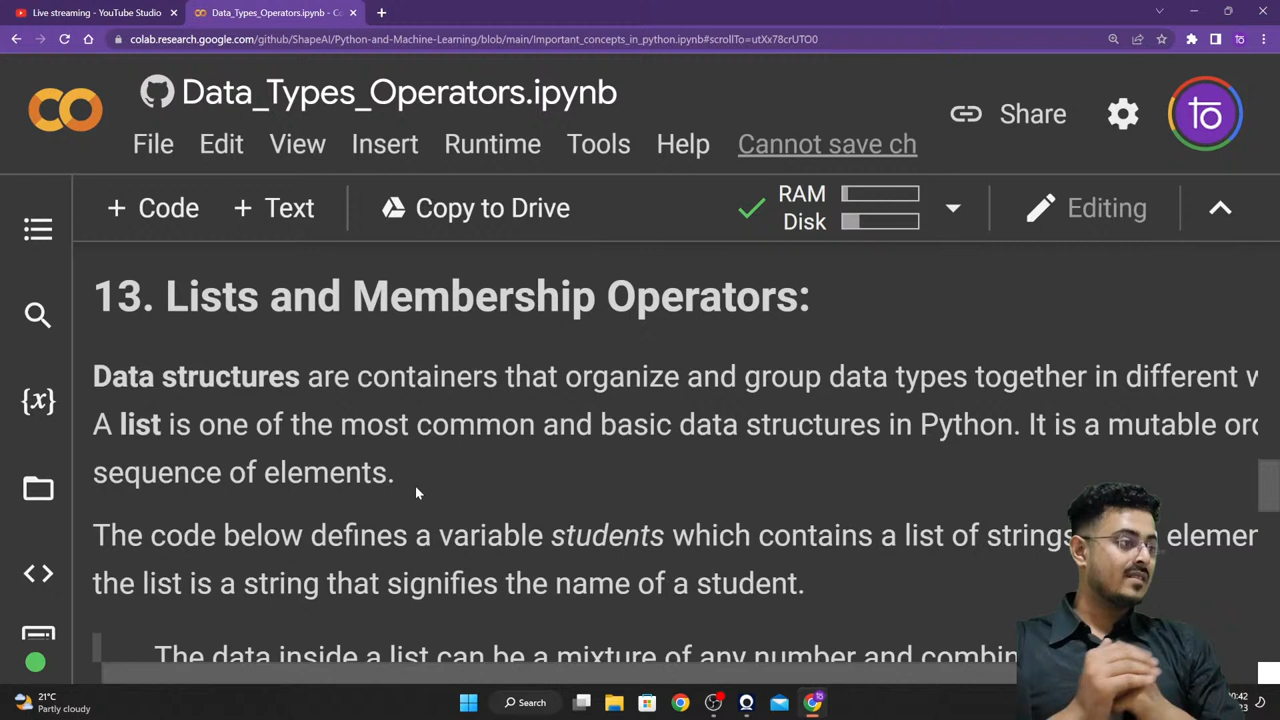 Live streaming - YouTube Studio
Data_Types_Operators.ipynb - Co
colab.research.google.com/github/ShapeAI/Python-and-Machine-Learning/blob/main/Important_concepts_in_python.ipynb#scrollTo=utXx78crUTO0
Data_Types_Operators.ipynb
Share
to
File Edit View Insert Runtime Tools Help Cannot save ch
+ Code + Text Copy to Drive
RAM
Disk
Editing
13. Lists and Membership Operators:
Data structures are containers that organize and group data types together in different w
A list is one of the most common and basic data structures in Python. It is a mutable ord
sequence of elements.
{x}
The code below defines a variable students which contains a list of strings
elemen
the list is a string that signifies the name of a student.
The data inside a list can be a mixture of any number and combin
21°C
Partly cloudy
Search